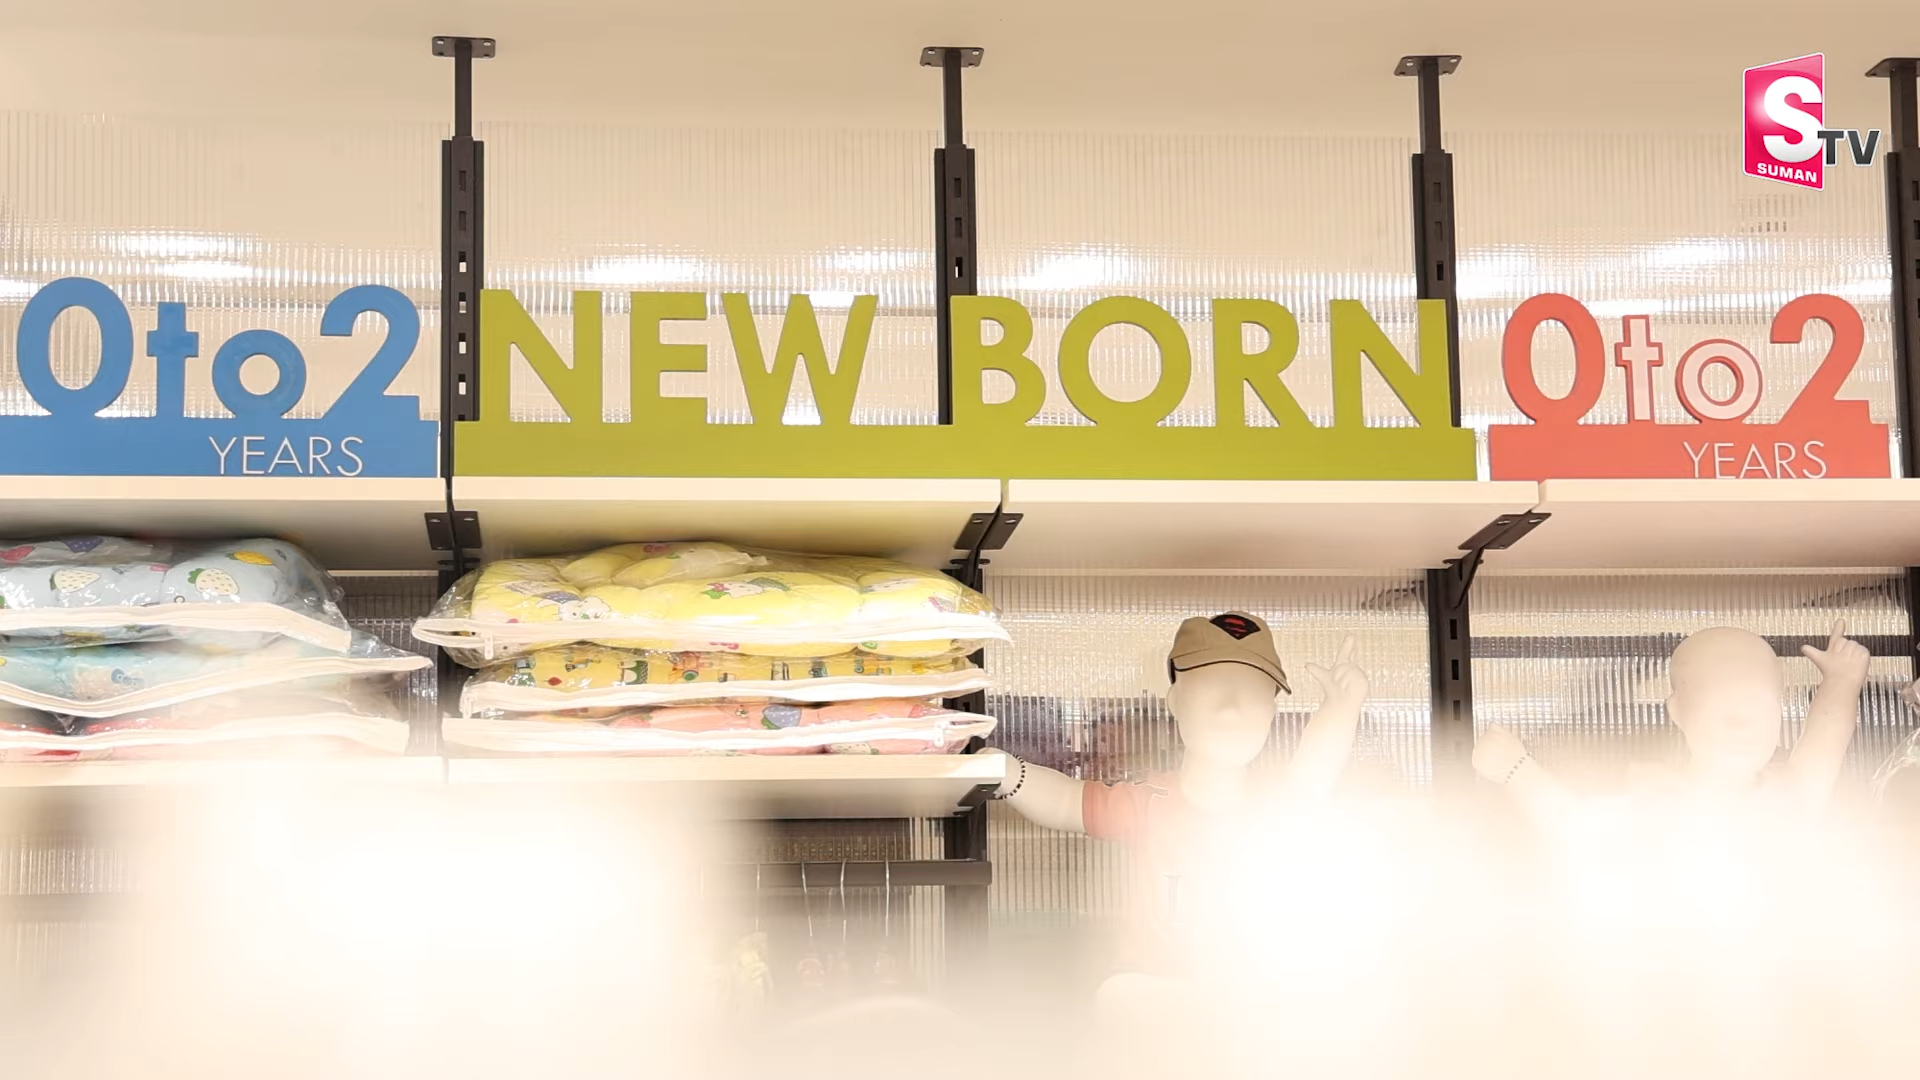 0to2
YEARS
NEW BORN
0to2
YEARS
S TV
SUMAN